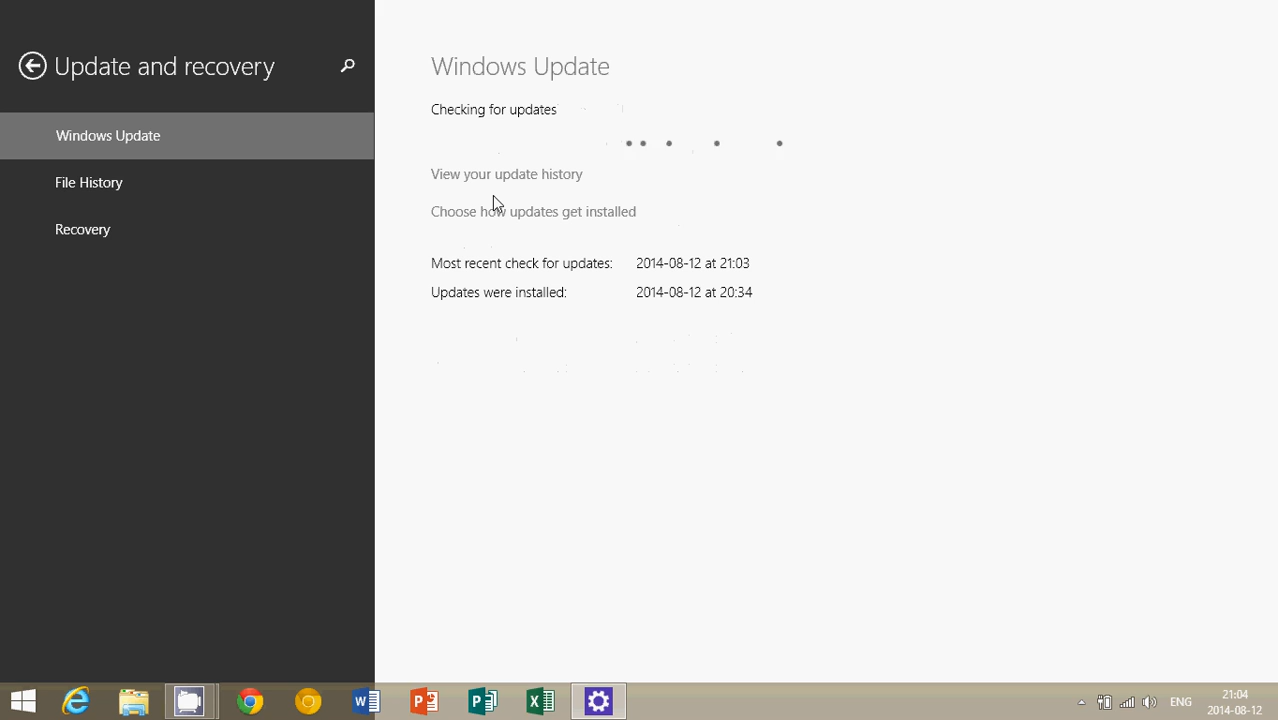 Update and recovery
Windows Update
File History
Recovery
Windows Update
Checking for updates
View your update history
Choose how updates get installed
Most recent check for updates: 2014-08-12 at 21:03
Updates were installed: 2014-08-12 at 20:34
ENG
21:04
2014-08-12